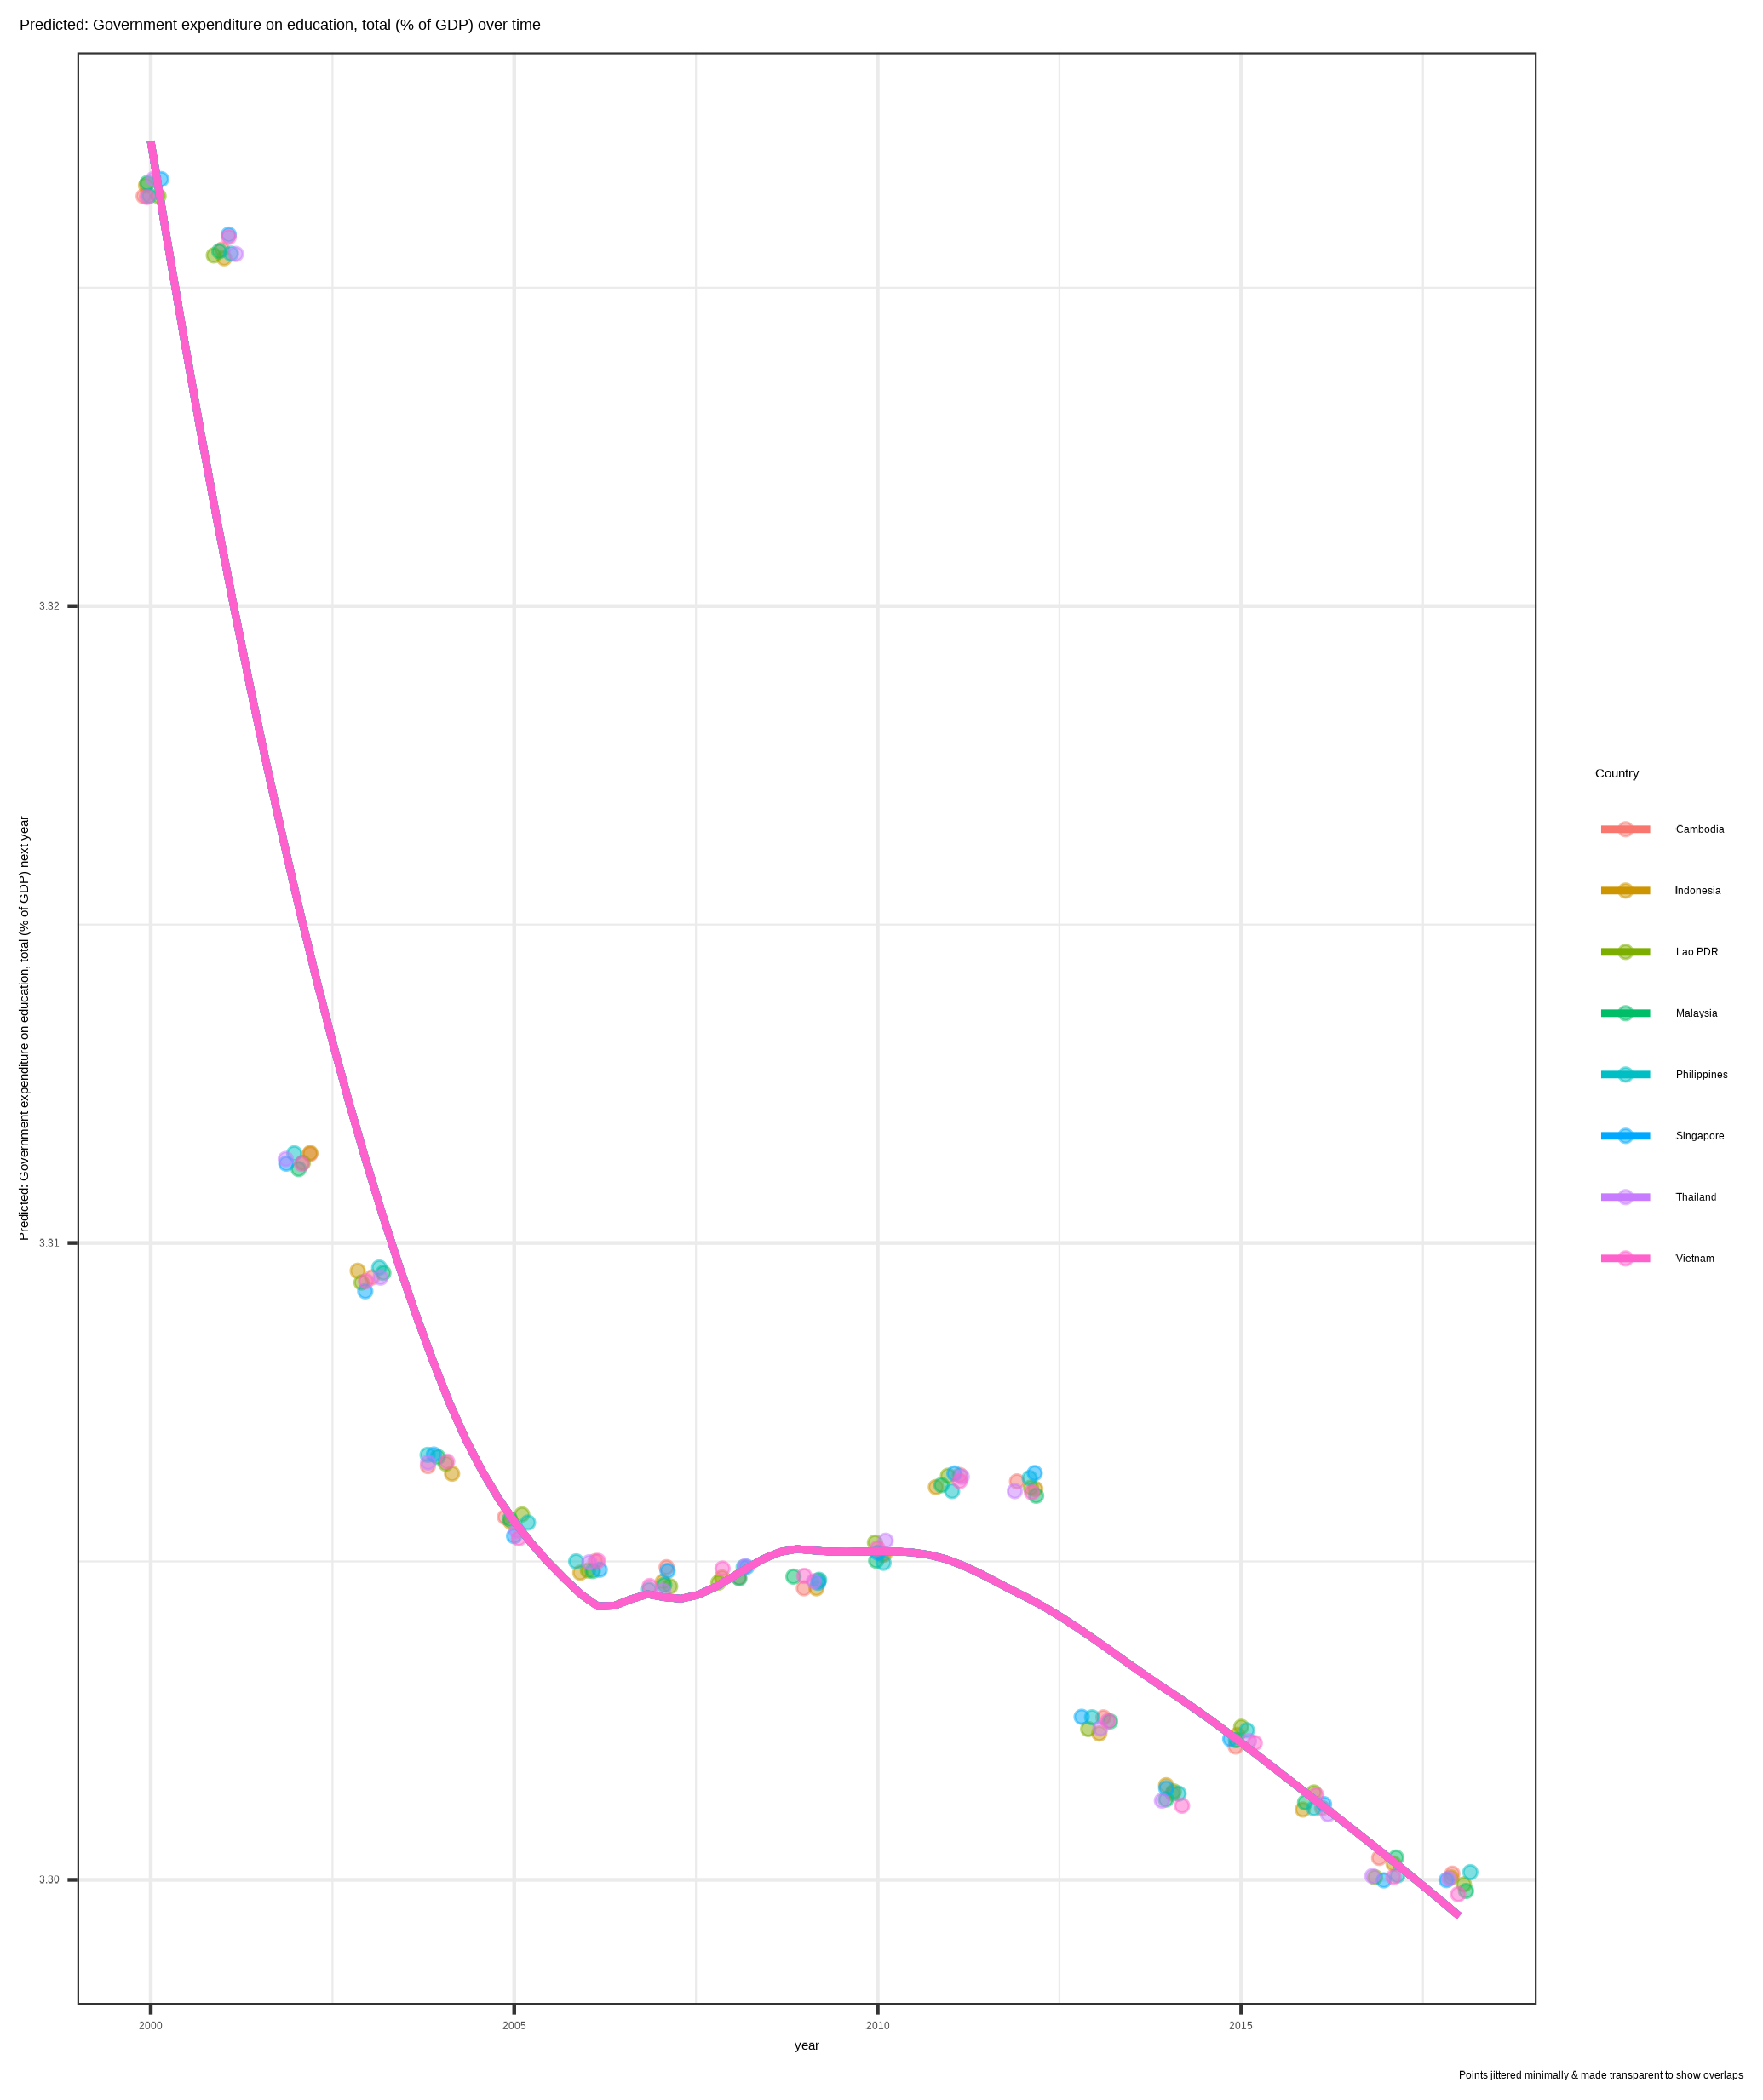 Predicted: Government expenditure on education, total (% of GDP) over time
Predicted: Government expenditure on education, total (% of GDP) next year
3.32
3.31
3.30
2000
2005
2010
2015
year
Country
Cambodia
Indonesia
Lao PDR
Malaysia
Philippines
Singapore
Thailand
Vietnam
Points jittered minimally & made transparent to show overlaps